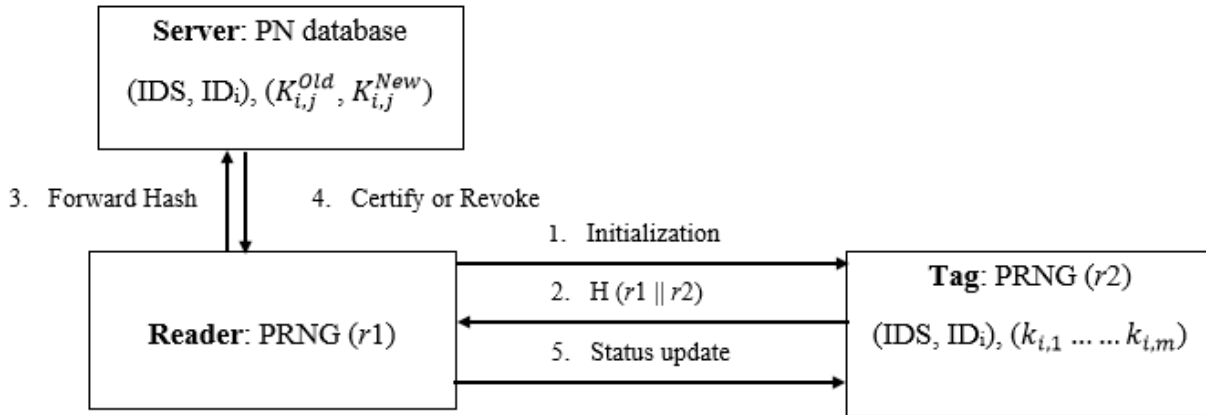 Server: PN database
(IDS, IDᵢ), (K_{i,j}^{Old}, K_{i,j}^{New})
3. Forward Hash
4. Certify or Revoke
1. Initialization
Tag: PRNG (r2)
2. H (r1 || r2)
Reader: PRNG (r1)
(IDS, IDᵢ), (k_{i,1} ... ... k_{i,m})
5. Status update